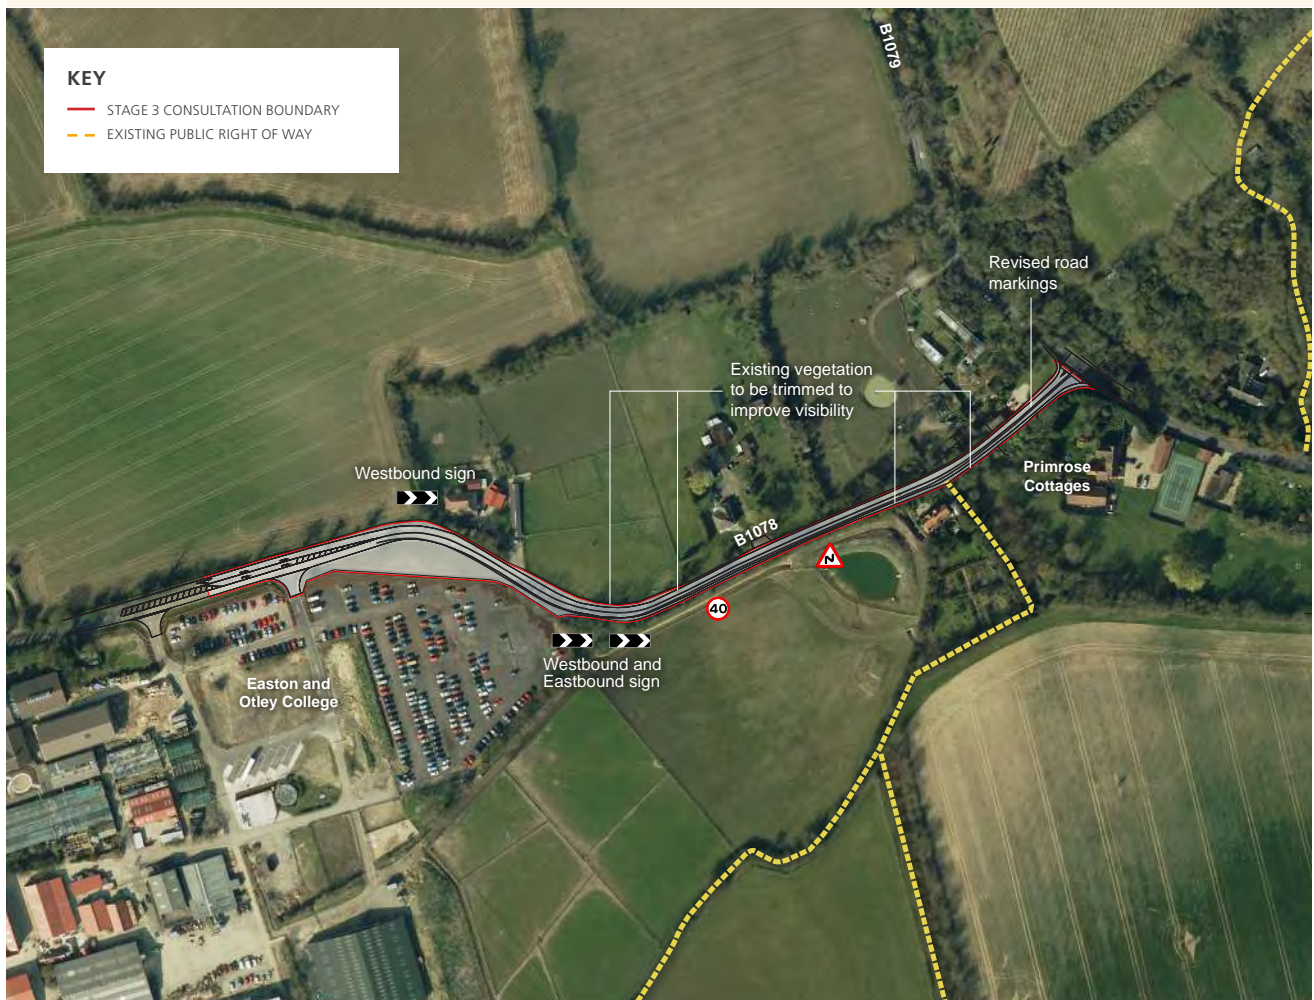 KEY
STAGE 3 CONSULTATION BOUNDARY
EXISTING PUBLIC RIGHT OF WAY
B1079
Revised road
markings
Existing vegetation
to be trimmed to
improve visibility
Westbound sign
Primrose
Cottages
B1078
40
Westbound and
Eastbound sign
Easton and
Otley College